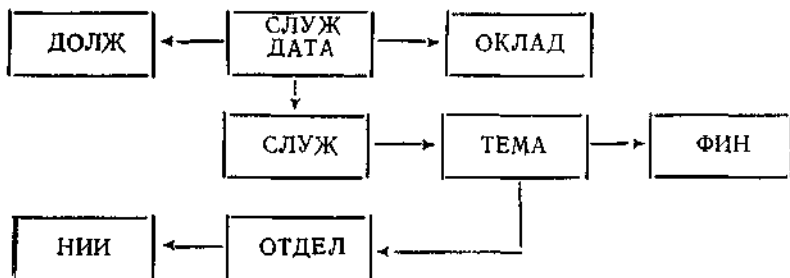 ДОЛЖ
СЛУЖ
ДАТА
ОКЛАД
СЛУЖ
ТЕМА
ФИН
НИИ
ОТДЕЛ